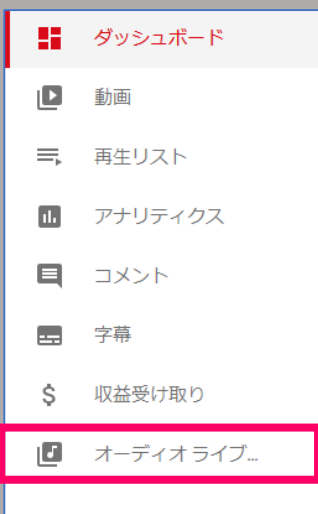 ダッシュボード
動画
再生リスト
アナリティクス
コメント
字幕
収益受け取り
オーディオ ライブ...